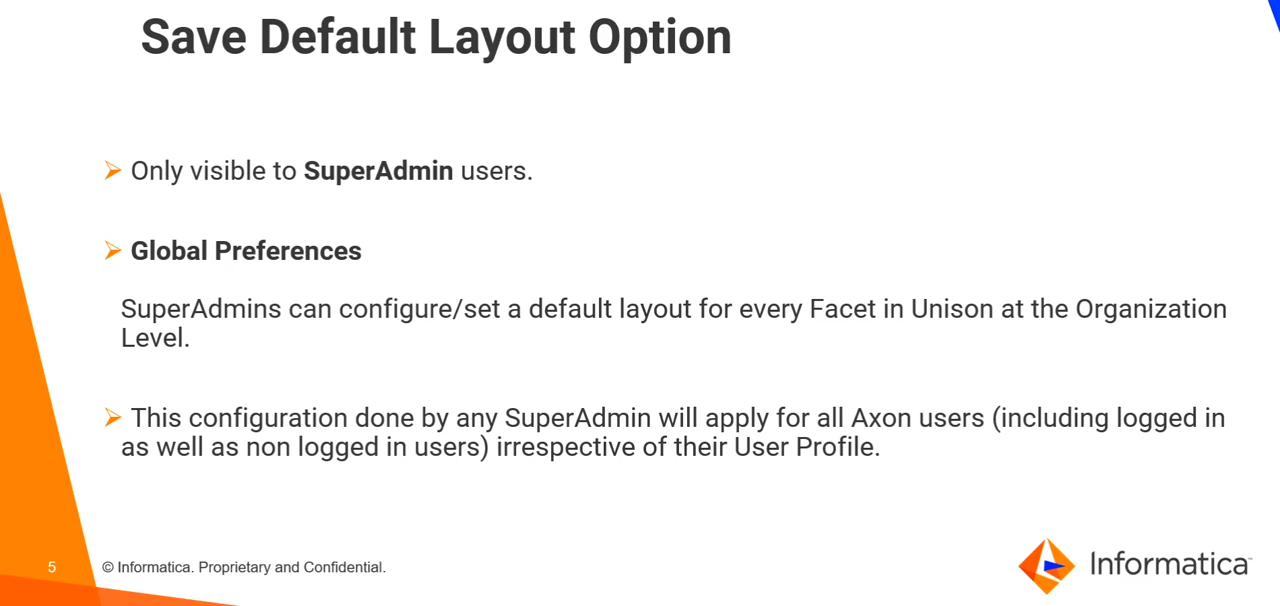 Save Default Layout Option
Only visible to SuperAdmin users.
Global Preferences
SuperAdmins can configure/set a default layout for every Facet in Unison at the Organization
Level.
This configuration done by any SuperAdmin will apply for all Axon users (including logged in
as well as non logged in users) irrespective of their User Profile.
5
© Informatica. Proprietary and Confidential.
Informatica™